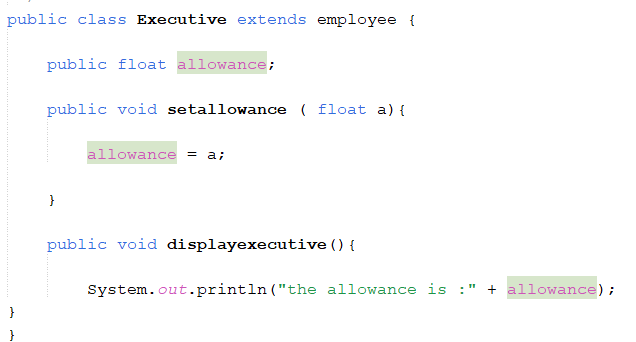 public class Executive extends employee {
public float allowance;
public void setallowance ( float a){
allowance = a;
}
public void displayexecutive(){
System.out.println("the allowance is :" + allowance);
}
}